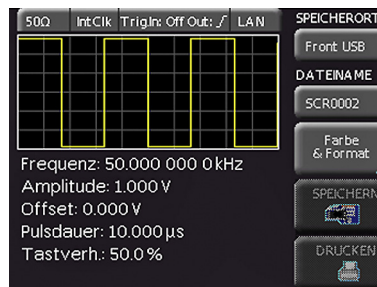 50Ω IntClk Trig.In: Off Out: LAN
SPEICHERORT
Front USB
DATEINAME
SCR0002
Farbe
& Format
SPEICHERN
DRUCKEN
Frequenz: 50.000 000 0 kHz
Amplitude: 1.000 V
Offset: 0.000 V
Pulsdauer: 10.000 µs
Tastverh.: 50.0 %